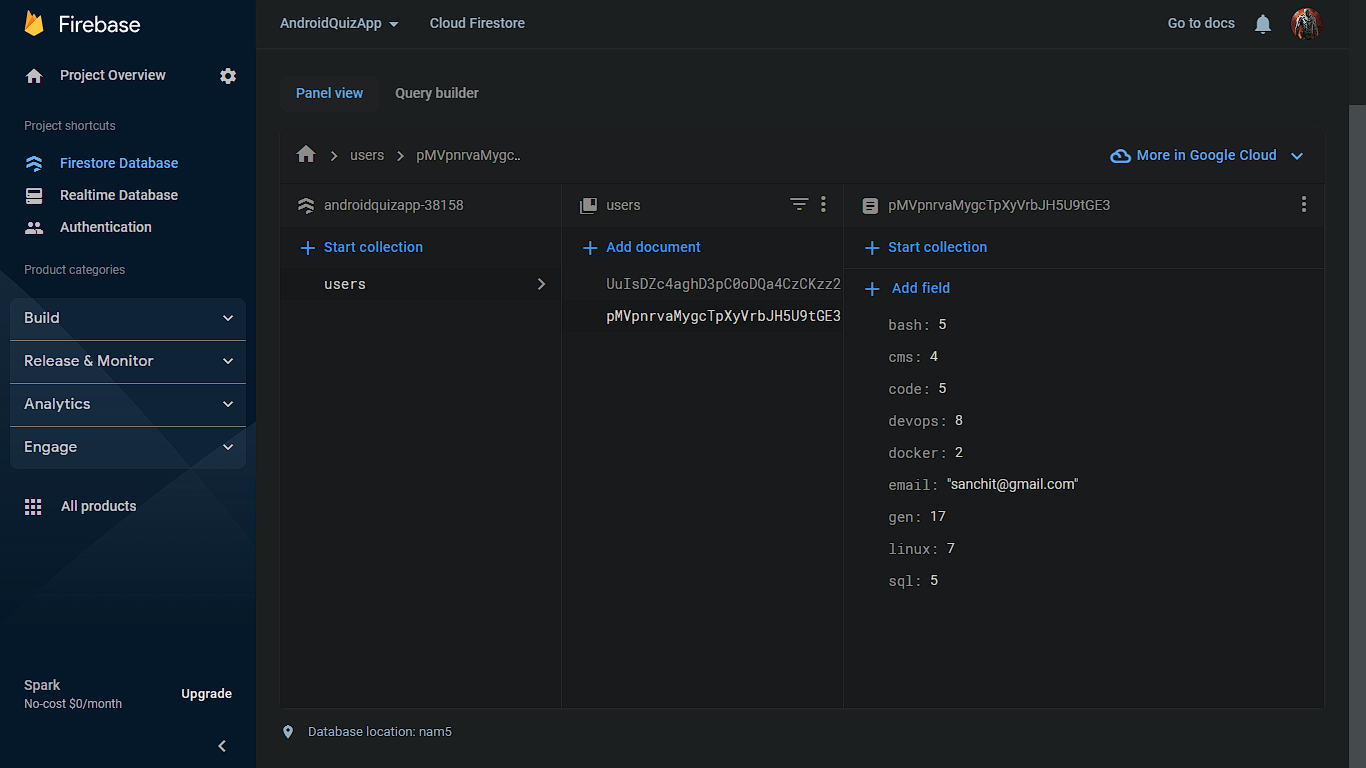 Firebase
Project Overview
Project shortcuts
Firestore Database
Realtime Database
Authentication
Product categories
Build
Release & Monitor
Analytics
Engage
All products
Spark
No-cost $0/month
Upgrade
AndroidQuizApp
Cloud Firestore
Go to docs
Panel view
Query builder
users
pMVpnrvaMygc..
More in Google Cloud
androidquizapp-38158
Start collection
users
users
Add document
UuIsDZc4aghD3pC0oDQa4CzCKzz2
pMVpnrvaMygcTpXyVrbJH5U9tGE3
pMVpnrvaMygcTpXyVrbJH5U9tGE3
Start collection
Add field
bash: 5
cms: 4
code: 5
devops: 8
docker: 2
email: "sanchit@gmail.com"
gen: 17
linux: 7
sql: 5
Database location: nam5